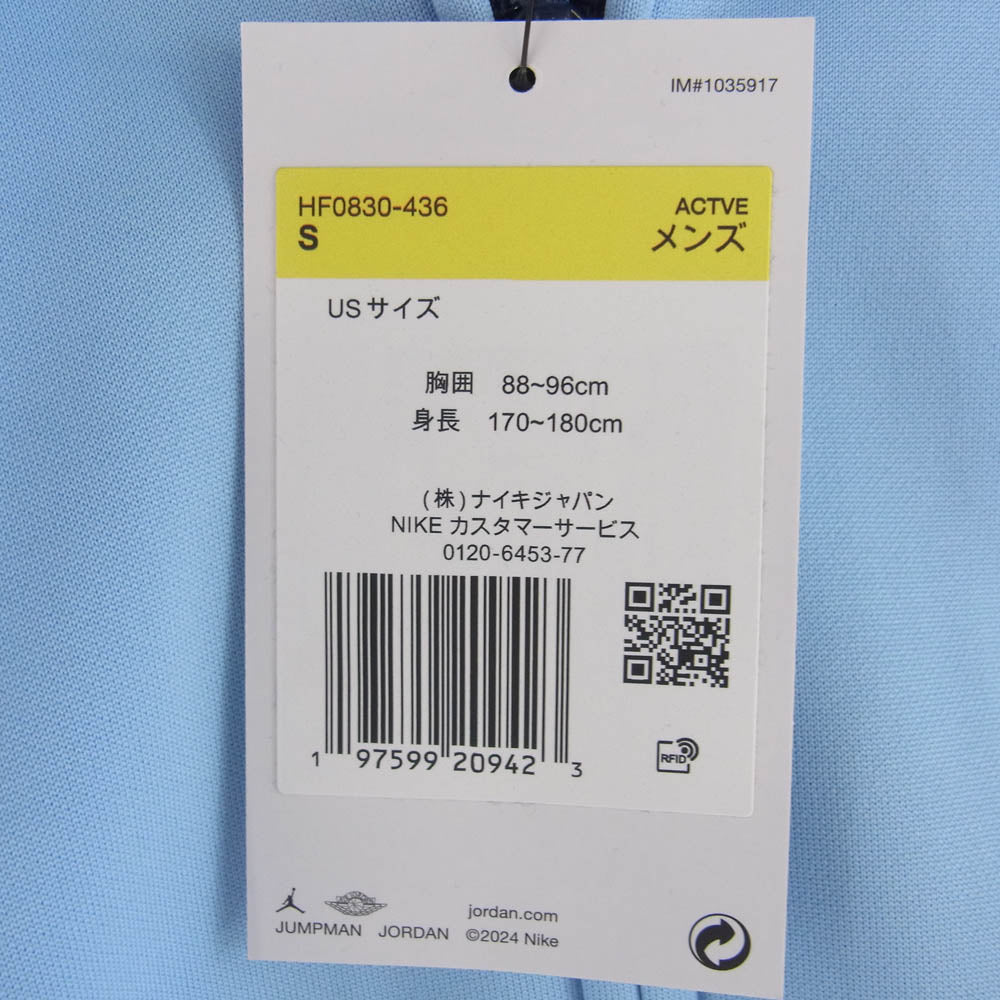 IM#1035917
HF0830-436 ACTVE
S メンズ
USサイズ
胸囲 88~96cm
身長 170~180cm
(株)ナイキジャパン
NIKE カスタマーサービス
0120-6453-77
1 97599 20942 3
RFID
jordan.com
JUMPMAN JORDAN ©2024 Nike